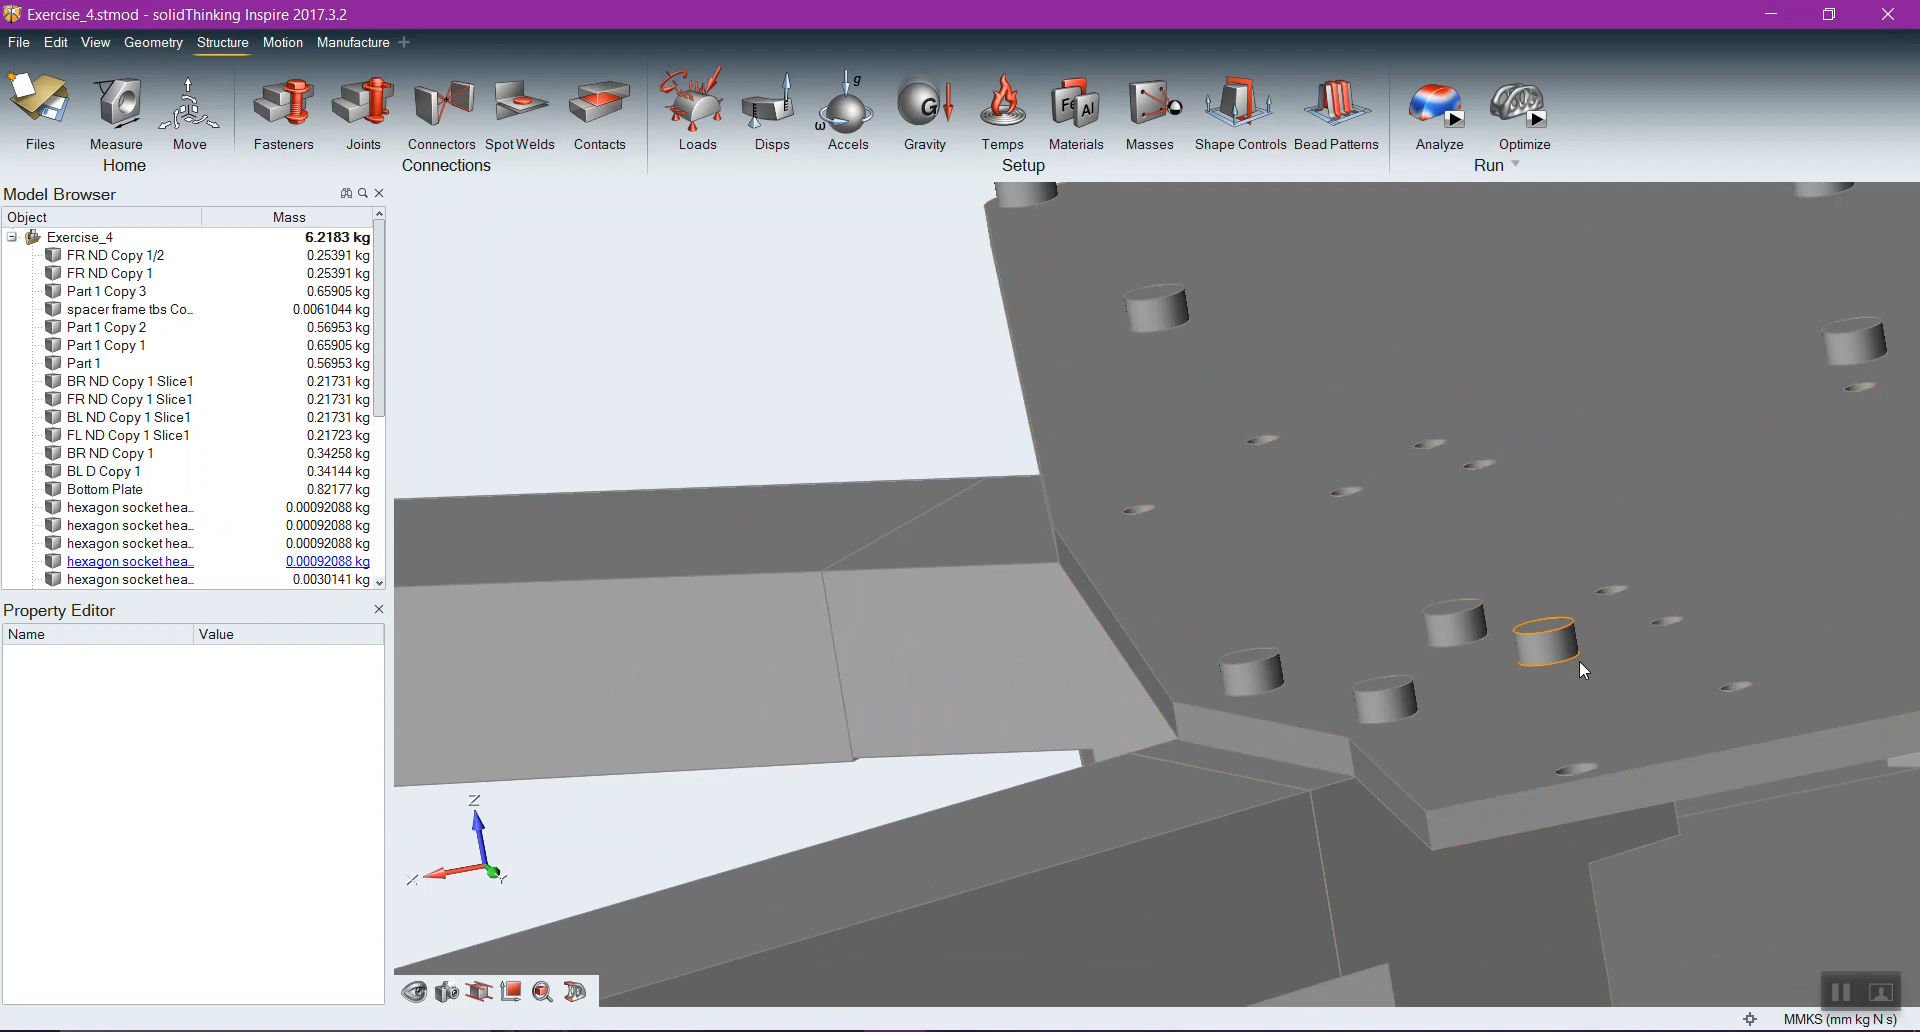 Exercise_4.stmod - solidThinking Inspire 2017.3.2
File Edit View Geometry Structure Motion Manufacture
Files Measure Move Fasteners Joints Connectors Spot Welds Contacts Loads Disps Accels Gravity Temps Materials Masses Shape Controls Bead Patterns Analyze Optimize
Home Connections Setup Run
Model Browser
Object Mass
Exercise_4 6.2183 kg
FR ND Copy 1/2 0.25391 kg
FR ND Copy 1 0.25391 kg
Part 1 Copy 3 0.65905 kg
spacer frame tbs Co... 0.0061044 kg
Part 1 Copy 2 0.56953 kg
Part 1 Copy 1 0.65905 kg
Part 1 0.56953 kg
BR ND Copy 1 Slice1 0.21731 kg
FR ND Copy 1 Slice1 0.21731 kg
BL ND Copy 1 Slice1 0.21731 kg
FL ND Copy 1 Slice1 0.21723 kg
BR ND Copy 1 0.34258 kg
BL D Copy 1 0.34144 kg
Bottom Plate 0.82177 kg
hexagon socket hea... 0.00092088 kg
hexagon socket hea... 0.00092088 kg
hexagon socket hea... 0.00092088 kg
hexagon socket hea... 0.00092088 kg
hexagon socket hea... 0.0030141 kg
Property Editor
Name Value
Z
X Y
MMKS (mm kg N s)